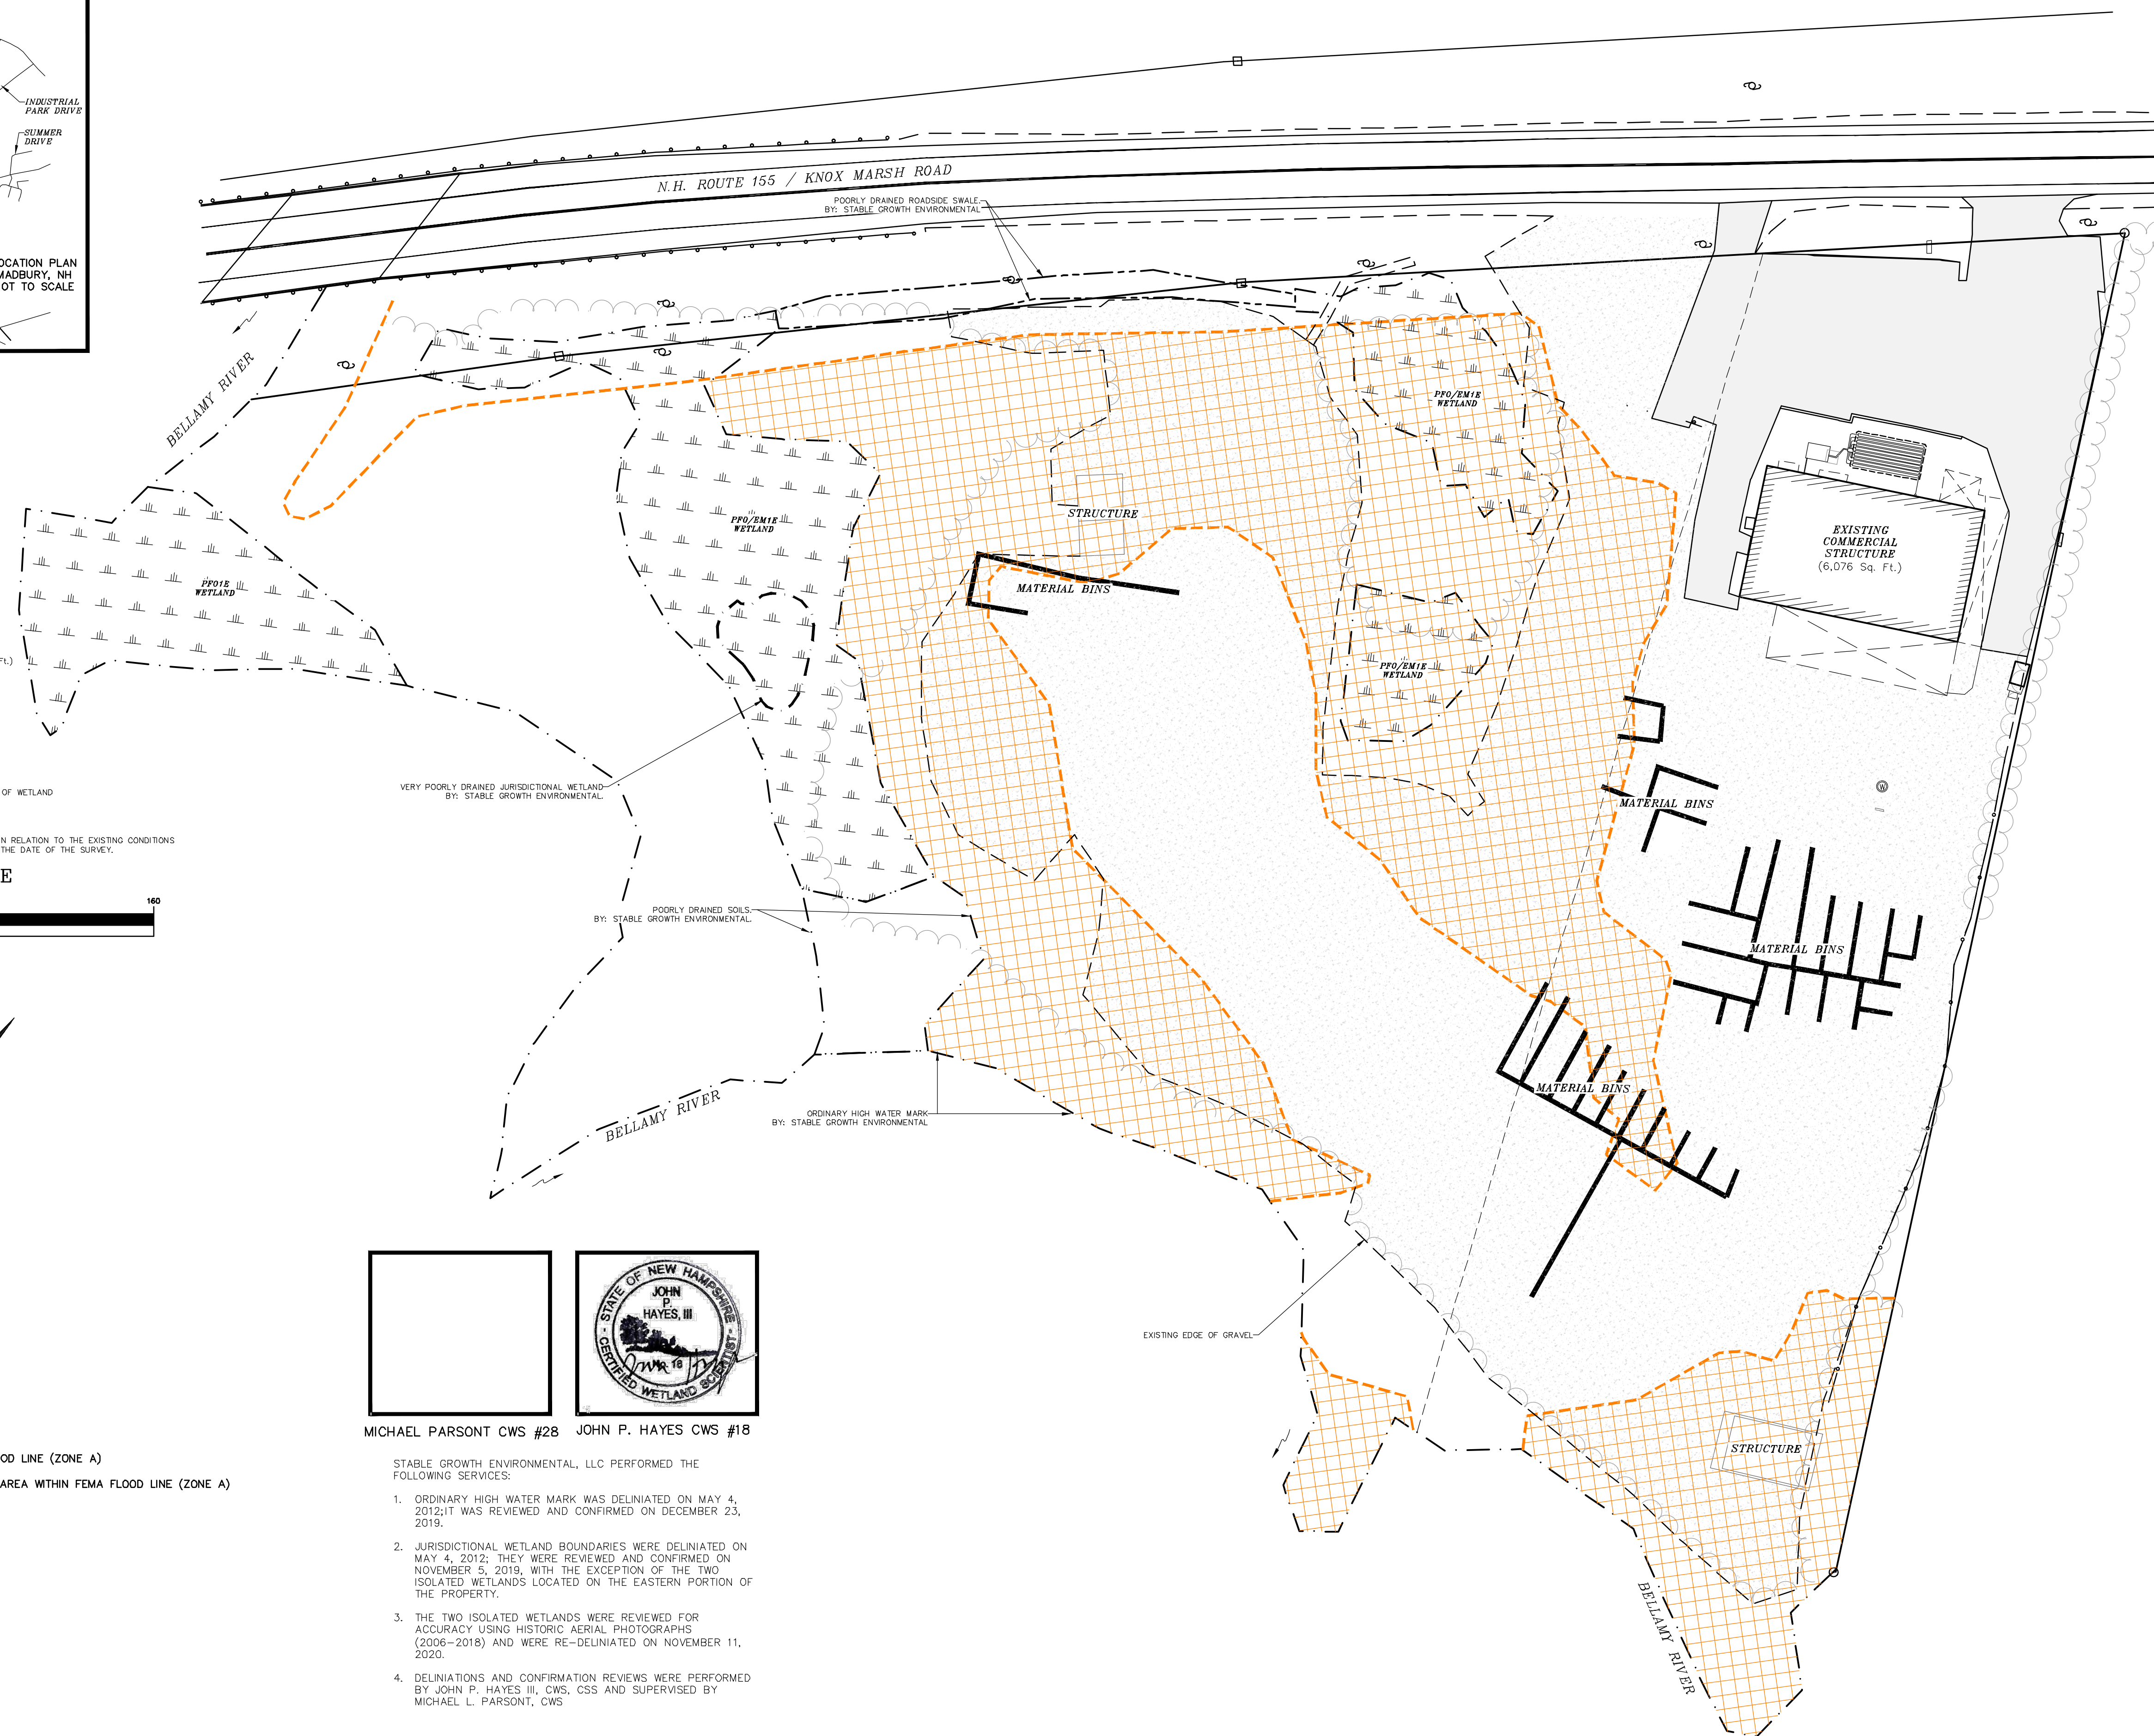 INDUSTRIAL
PARK DRIVE
SUMMER
DRIVE
OCATION PLAN
MADBURY, NH
OT TO SCALE
N.H. ROUTE 155 / KNOX MARSH ROAD
POORLY DRAINED ROADSIDE SWALE.
BY: STABLE GROWTH ENVIRONMENTAL
BELLAMY RIVER
PFO/EM1E
WETLAND
PFO/EM1E
WETLAND
STRUCTURE
EXISTING
COMMERCIAL
STRUCTURE
(6,076 Sq. Ft.)
PFO1E
WETLAND
MATERIAL BINS
Ft.)
PFO/EM1E
WETLAND
VERY POORLY DRAINED JURISDICTIONAL WETLAND
BY: STABLE GROWTH ENVIRONMENTAL.
OF WETLAND
W
MATERIAL BINS
N RELATION TO THE EXISTING CONDITIONS
THE DATE OF THE SURVEY.
E
160
POORLY DRAINED SOILS.
BY: STABLE GROWTH ENVIRONMENTAL.
MATERIAL BINS
MATERIAL BINS
BELLAMY RIVER
ORDINARY HIGH WATER MARK
BY: STABLE GROWTH ENVIRONMENTAL
EXISTING EDGE OF GRAVEL
STATE OF NEW HAMPSHIRE
JOHN
P.
HAYES, III
No. 18
CERTIFIED WETLAND SCIENTIST
MICHAEL PARSONT CWS #28
JOHN P. HAYES CWS #18
STRUCTURE
BELLAMY RIVER
OD LINE (ZONE A)
AREA WITHIN FEMA FLOOD LINE (ZONE A)
STABLE GROWTH ENVIRONMENTAL, LLC PERFORMED THE
FOLLOWING SERVICES:
1. ORDINARY HIGH WATER MARK WAS DELINIATED ON MAY 4,
2012;IT WAS REVIEWED AND CONFIRMED ON DECEMBER 23,
2019.
2. JURISDICTIONAL WETLAND BOUNDARIES WERE DELINIATED ON
MAY 4, 2012; THEY WERE REVIEWED AND CONFIRMED ON
NOVEMBER 5, 2019, WITH THE EXCEPTION OF THE TWO
ISOLATED WETLANDS LOCATED ON THE EASTERN PORTION OF
THE PROPERTY.
3. THE TWO ISOLATED WETLANDS WERE REVIEWED FOR
ACCURACY USING HISTORIC AERIAL PHOTOGRAPHS
(2006-2018) AND WERE RE-DELINIATED ON NOVEMBER 11,
2020.
4. DELINIATIONS AND CONFIRMATION REVIEWS WERE PERFORMED
BY JOHN P. HAYES III, CWS, CSS AND SUPERVISED BY
MICHAEL L. PARSONT, CWS